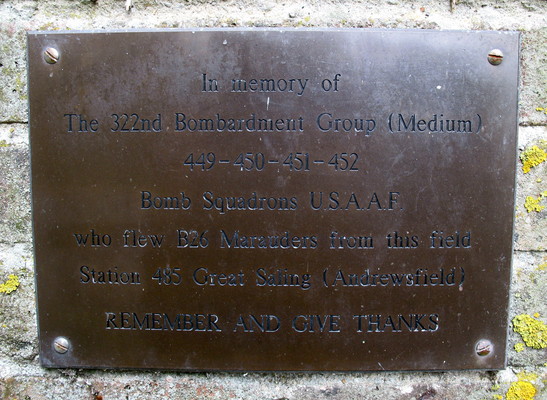 In memory of
The 322nd Bombardment Group (Medium)
449-450-451-452
Bomb Squadrons U.S.A.A.F
who flew B26 Marauders from this field
Station 485 Great Saling (Andrewsfield)
REMEMBER AND GIVE THANKS